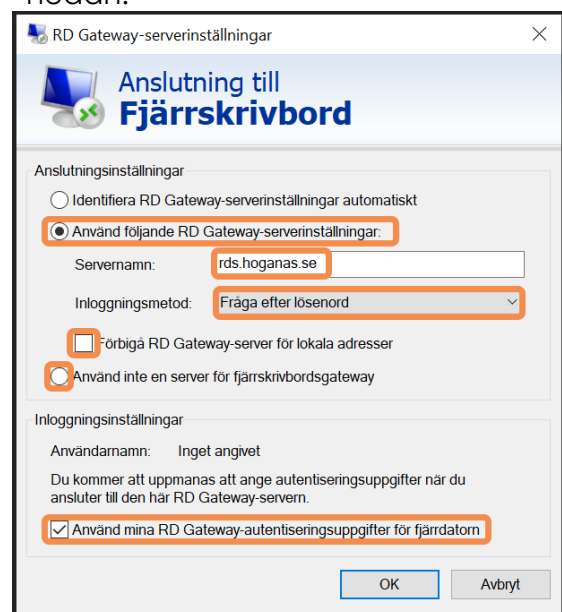 nedan.
RD Gateway-serverinställningar
Anslutning till
Fjärrskrivbord
Anslutningsinställningar
Identifiera RD Gateway-serverinställningar automatiskt
Använd följande RD Gateway-serverinställningar:
Servernamn: rds.hoganas.se
Inloggningsmetod: Fråga efter lösenord
Förbigå RD Gateway-server för lokala adresser
Använd inte en server för fjärrskrivbordsgateway
Inloggningsinställningar
Användarnamn: Inget angivet
Du kommer att uppmanas att ange autentiseringsuppgifter när du
ansluter till den här RD Gateway-servern.
Använd mina RD Gateway-autentiseringsuppgifter för fjärrdatorn
OK Avbryt